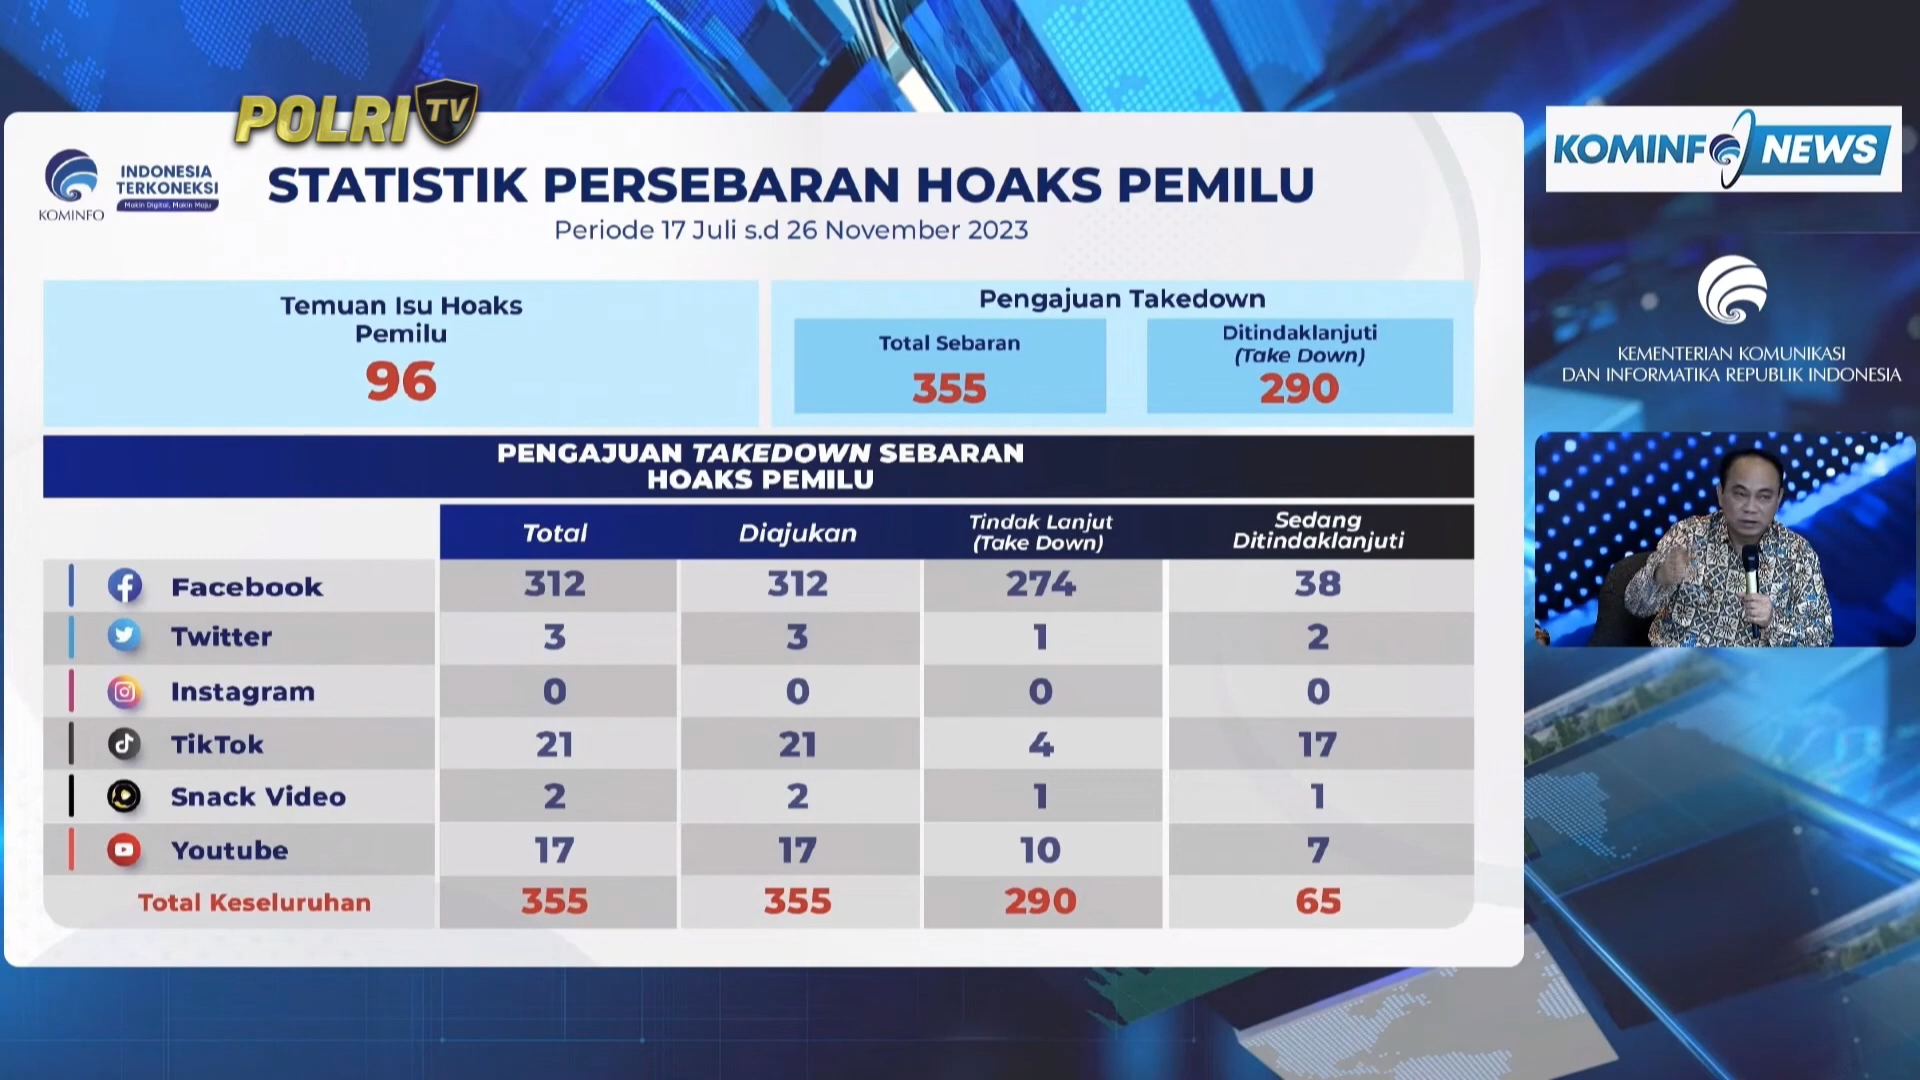 POLRI TV
KOMINFO
INDONESIA
TERKONEKSI
Makin Digital, Makin Maju
STATISTIK PERSEBARAN HOAKS PEMILU
Periode 17 Juli s.d 26 November 2023
Temuan Isu Hoaks
Pemilu
96
Pengajuan Takedown
Total Sebaran
355
Ditindaklanjuti
(Take Down)
290
PENGAJUAN TAKEDOWN SEBARAN
HOAKS PEMILU
Total Diajukan Tindak Lanjut (Take Down) Sedang Ditindaklanjuti
Facebook 312 312 274 38
Twitter 3 3 1 2
Instagram 0 0 0 0
TikTok 21 21 4 17
Snack Video 2 2 1 1
Youtube 17 17 10 7
Total Keseluruhan 355 355 290 65
KOMINFO NEWS
KEMENTERIAN KOMUNIKASI
DAN INFORMATIKA REPUBLIK INDONESIA